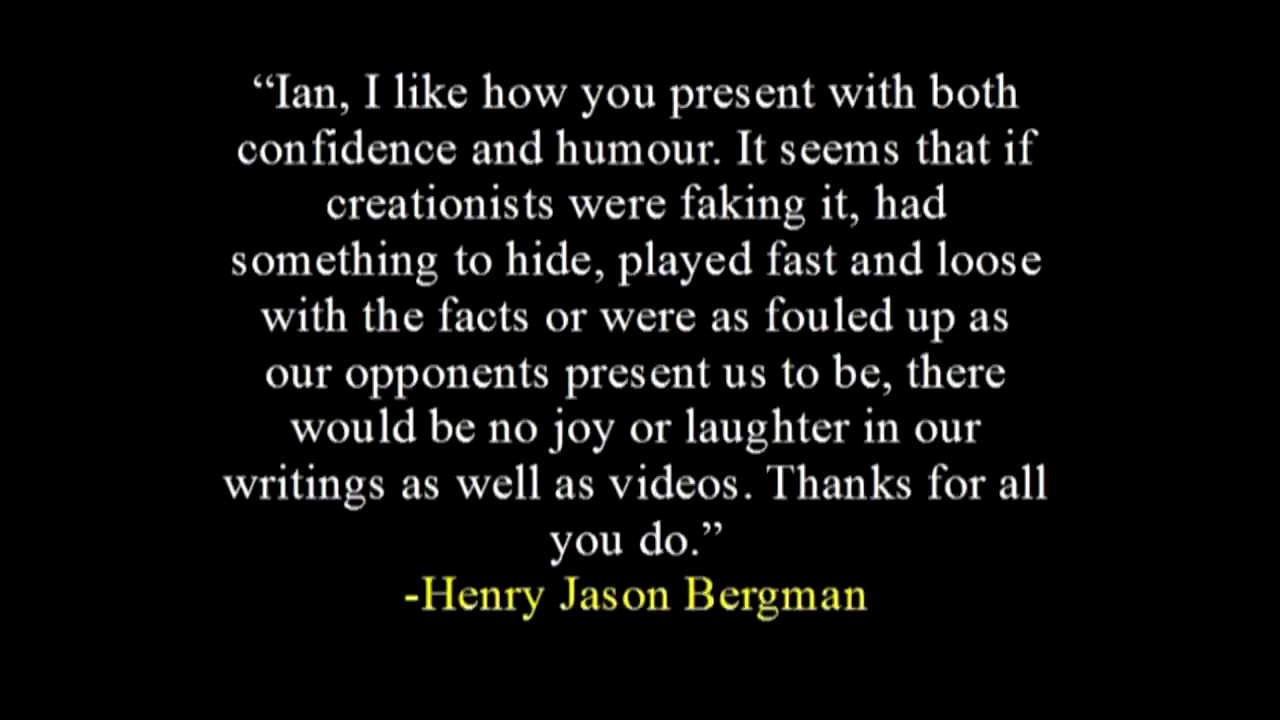 “Ian, I like how you present with both
confidence and humour. It seems that if
creationists were faking it, had
something to hide, played fast and loose
with the facts or were as fouled up as
our opponents present us to be, there
would be no joy or laughter in our
writings as well as videos. Thanks for all
you do.”
-Henry Jason Bergman